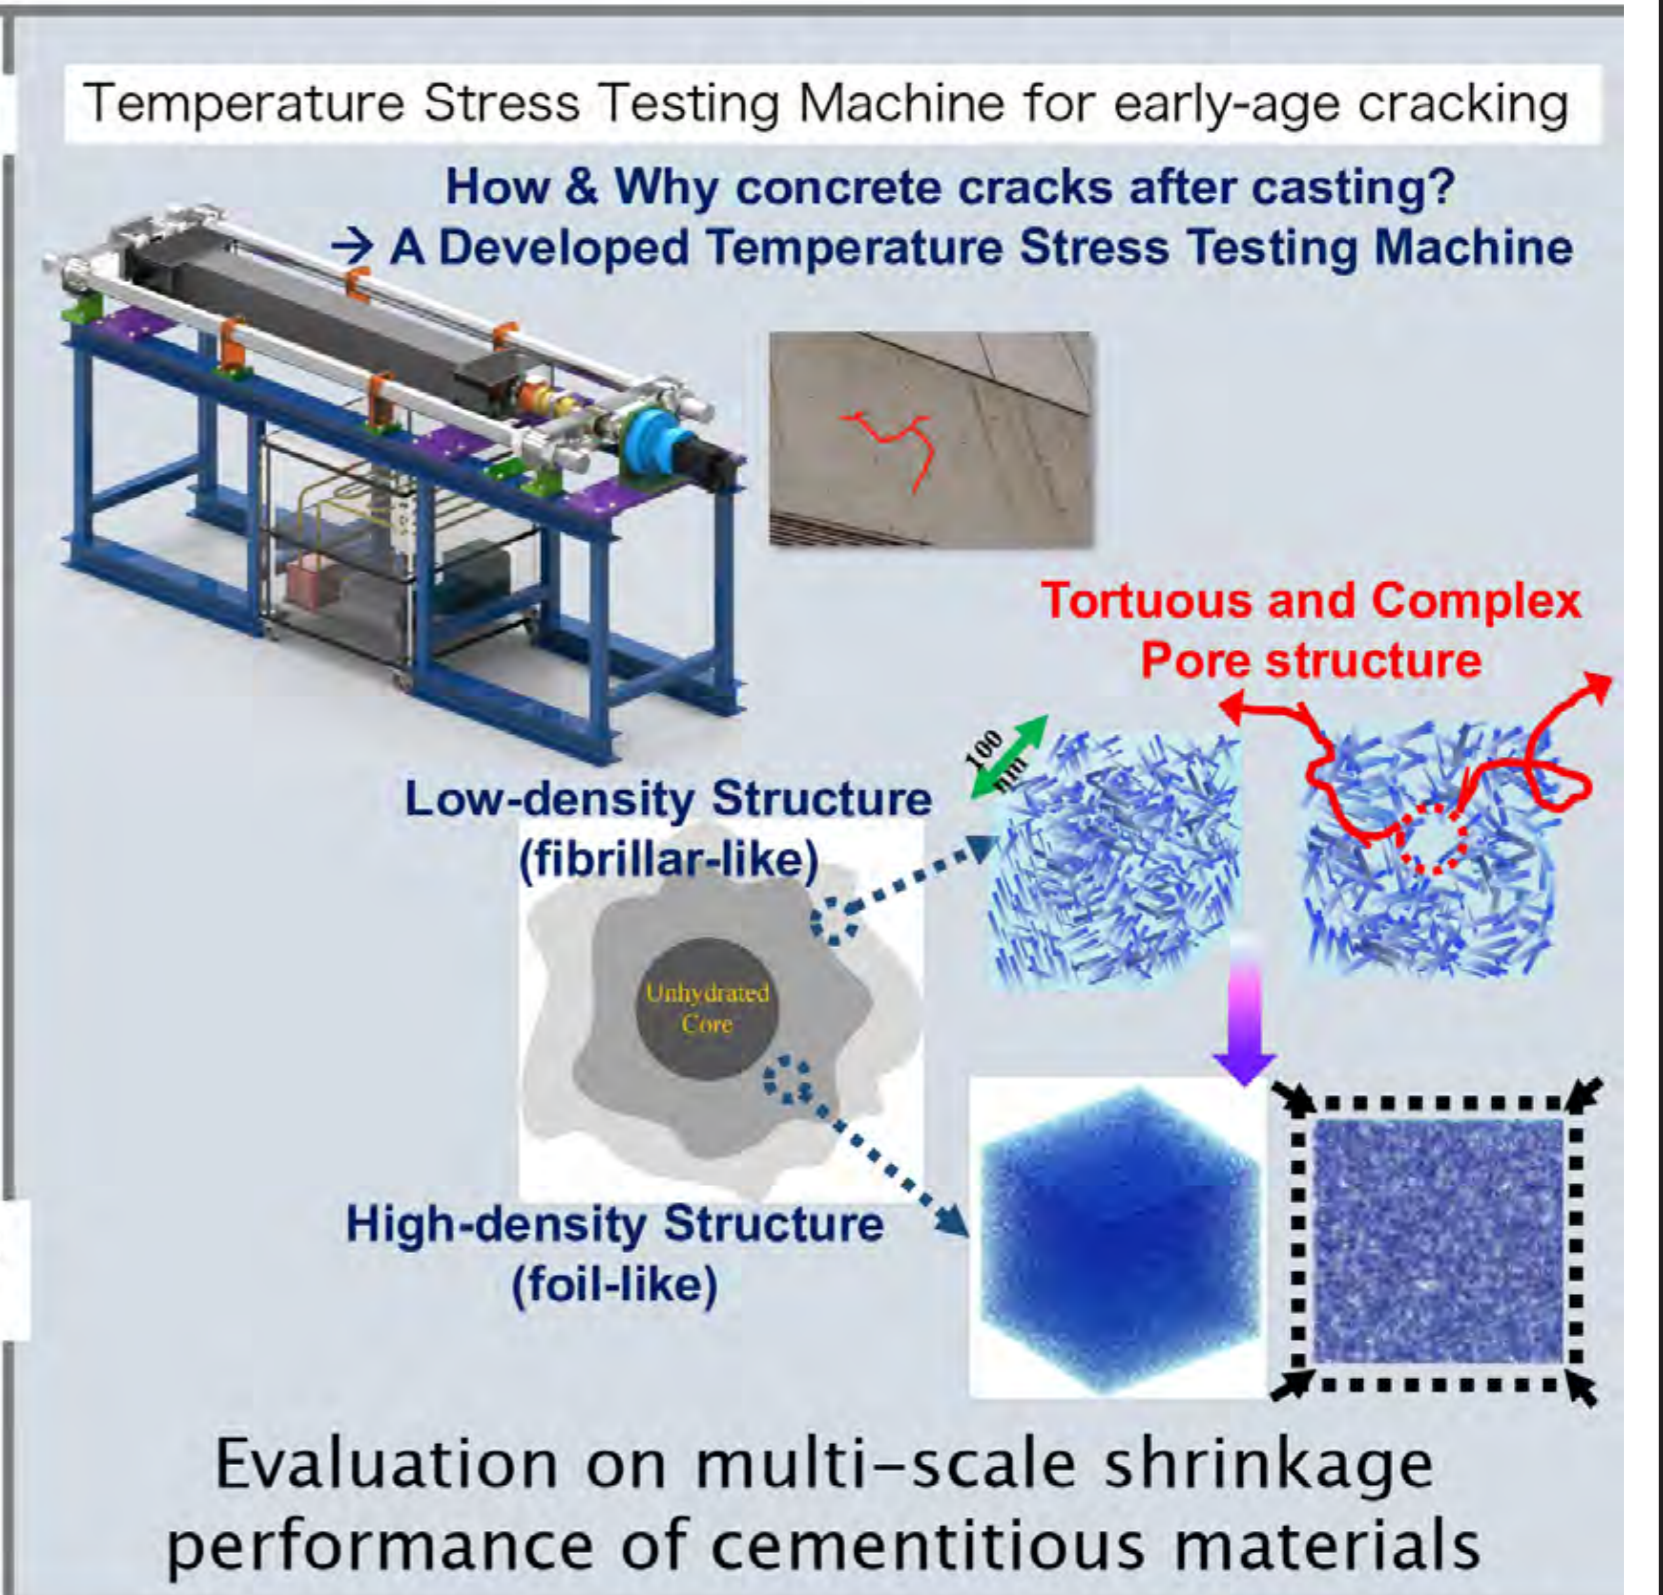 Temperature Stress Testing Machine for early-age cracking
How & Why concrete cracks after casting?
→ A Developed Temperature Stress Testing Machine
Tortuous and Complex
Pore structure
100
nm
Low-density Structure
(fibrillar-like)
Unhydrated
Core
High-density Structure
(foil-like)
Evaluation on multi-scale shrinkage
performance of cementitious materials